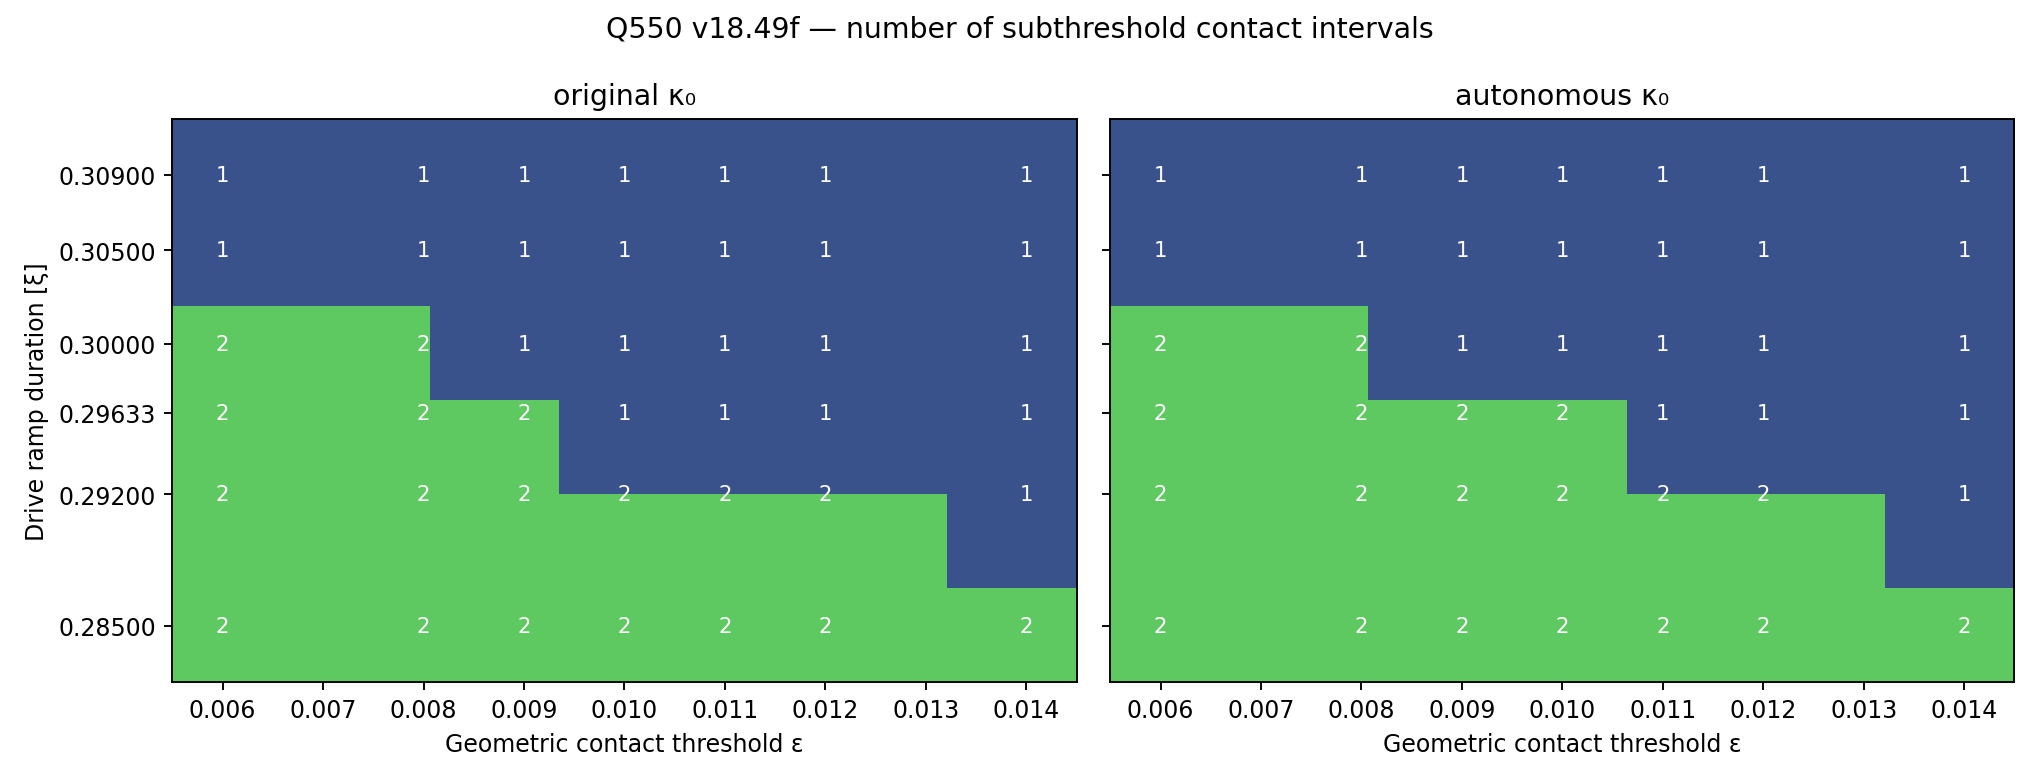 Q550 v18.49f — number of subthreshold contact intervals
original κ₀
autonomous κ₀
Drive ramp duration [ξ]
0.30900 1 1 1 1 1 1 1
0.30500 1 1 1 1 1 1 1
0.30000 2 2 1 1 1 1 1
0.29633 2 2 2 1 1 1 1
0.29200 2 2 2 2 2 2 1
0.28500 2 2 2 2 2 2 2
0.006 0.007 0.008 0.009 0.010 0.011 0.012 0.013 0.014
Geometric contact threshold ε
1 1 1 1 1 1 1
1 1 1 1 1 1 1
2 2 1 1 1 1 1
2 2 2 2 1 1 1
2 2 2 2 2 2 1
2 2 2 2 2 2 2
0.006 0.007 0.008 0.009 0.010 0.011 0.012 0.013 0.014
Geometric contact threshold ε